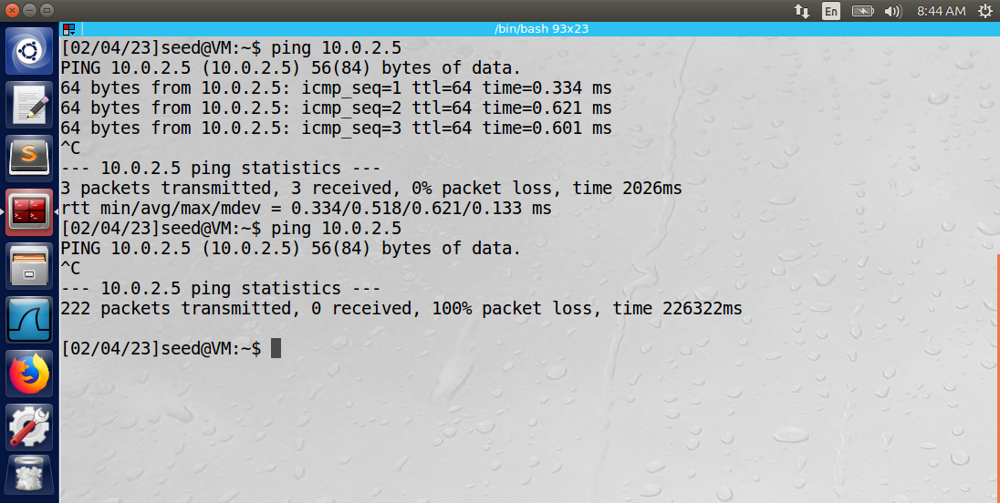 En 8:44 AM
/bin/bash 93x23
[02/04/23]seed@VM:~$ ping 10.0.2.5
PING 10.0.2.5 (10.0.2.5) 56(84) bytes of data.
64 bytes from 10.0.2.5: icmp_seq=1 ttl=64 time=0.334 ms
64 bytes from 10.0.2.5: icmp_seq=2 ttl=64 time=0.621 ms
64 bytes from 10.0.2.5: icmp_seq=3 ttl=64 time=0.601 ms
^C
--- 10.0.2.5 ping statistics ---
3 packets transmitted, 3 received, 0% packet loss, time 2026ms
rtt min/avg/max/mdev = 0.334/0.518/0.621/0.133 ms
[02/04/23]seed@VM:~$ ping 10.0.2.5
PING 10.0.2.5 (10.0.2.5) 56(84) bytes of data.
^C
--- 10.0.2.5 ping statistics ---
222 packets transmitted, 0 received, 100% packet loss, time 226322ms
[02/04/23]seed@VM:~$